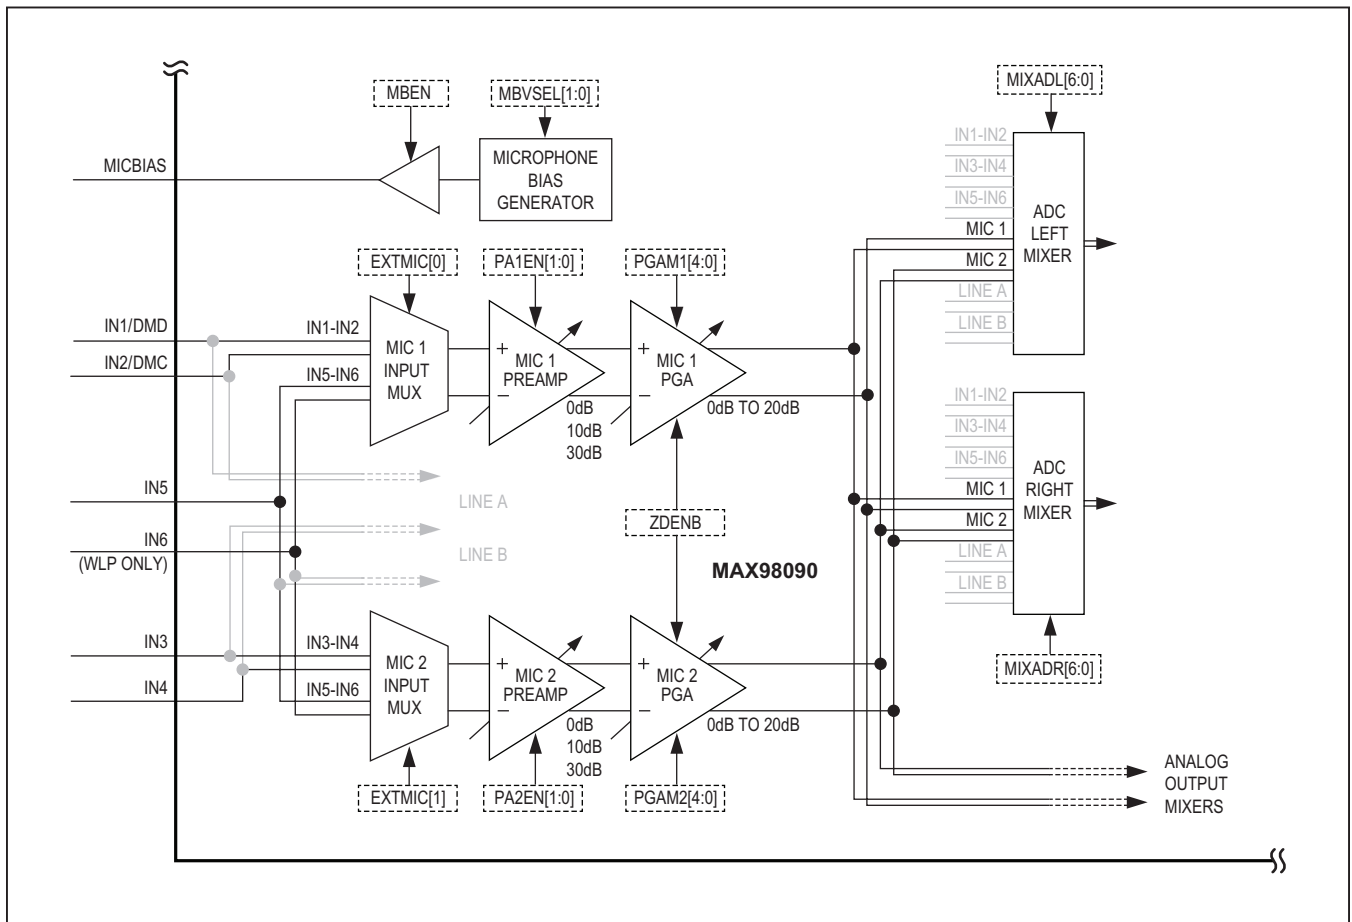 MBEN
MBVSEL[1:0]
MIXADL[6:0]
MICBIAS
MICROPHONE
BIAS
GENERATOR
IN1-IN2
IN3-IN4
IN5-IN6
MIC 1
MIC 2
LINE A
LINE B
ADC
LEFT
MIXER
EXTMIC[0]
PA1EN[1:0]
PGAM1[4:0]
IN1/DMD
IN2/DMC
IN1-IN2
IN5-IN6
MIC 1
INPUT
MUX
+
−
MIC 1
PREAMP
0dB
10dB
30dB
+
−
MIC 1
PGA
0dB TO 20dB
IN1-IN2
IN3-IN4
IN5-IN6
MIC 1
MIC 2
LINE A
LINE B
ADC
RIGHT
MIXER
IN5
LINE A
IN6
(WLP ONLY)
LINE B
ZDENB
MAX98090
IN3
IN4
IN3-IN4
IN5-IN6
MIC 2
INPUT
MUX
+
−
MIC 2
PREAMP
0dB
10dB
30dB
+
−
MIC 2
PGA
0dB TO 20dB
MIXADR[6:0]
EXTMIC[1]
PA2EN[1:0]
PGAM2[4:0]
ANALOG
OUTPUT
MIXERS